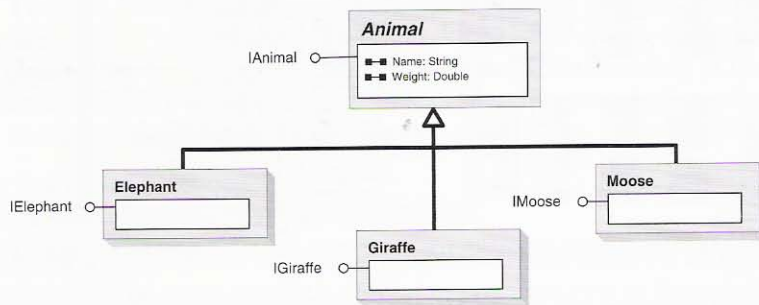 Animal
IAnimal
Name: String
Weight: Double
Elephant
IElephant
Moose
IMoose
Giraffe
IGiraffe